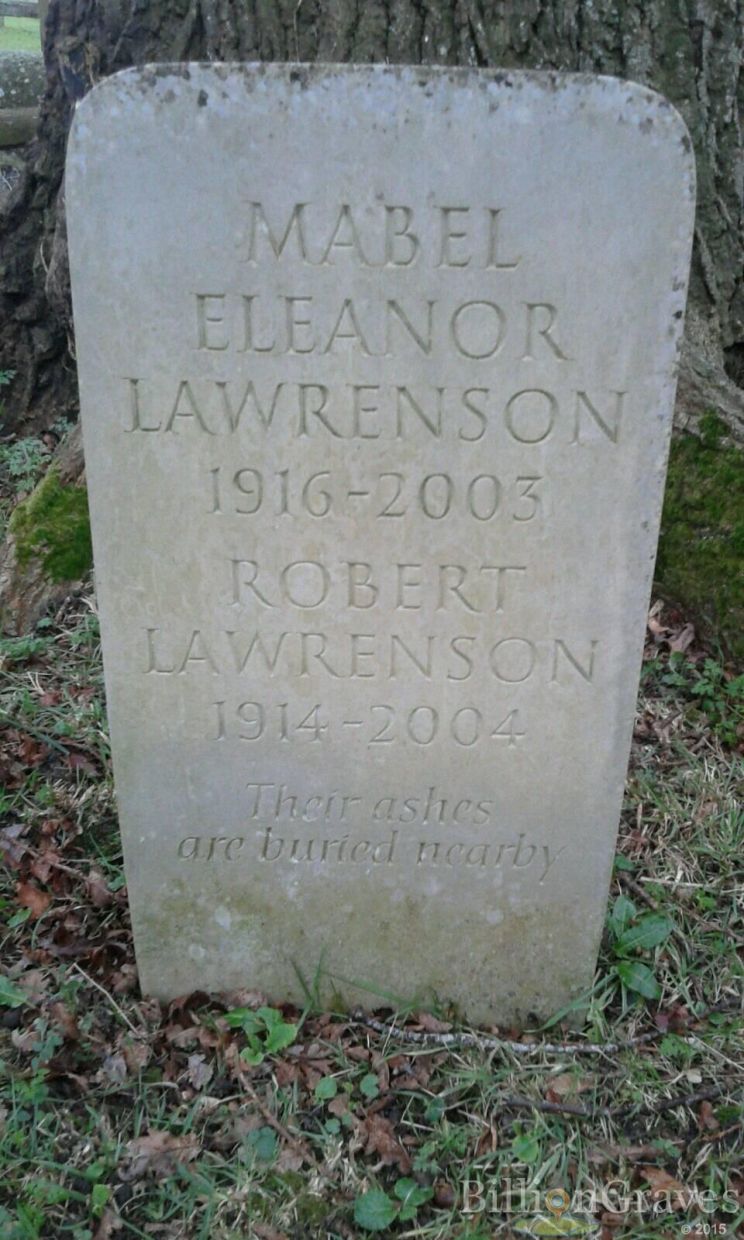 MABEL
ELEANOR
LAWRENSON
1916-2003
ROBERT
LAWRENSON
1914-2004
Their ashes
are buried nearby
BillionGraves
© 2015